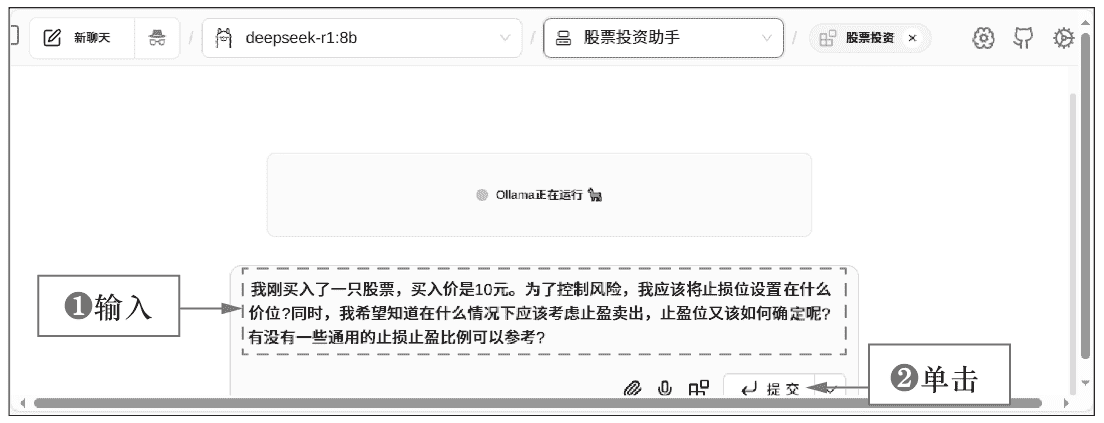 新聊天 / deepseek-r1:8b / 股票投资助手 / 股票投资 ×
Ollama正在运行
❶输入
我刚买入了一只股票，买入价是10元。为了控制风险，我应该将止损位设置在什么
价位?同时，我希望知道在什么情况下应该考虑止盈卖出，止盈位又该如何确定呢?
有没有一些通用的止损止盈比例可以参考?
提交
❷单击